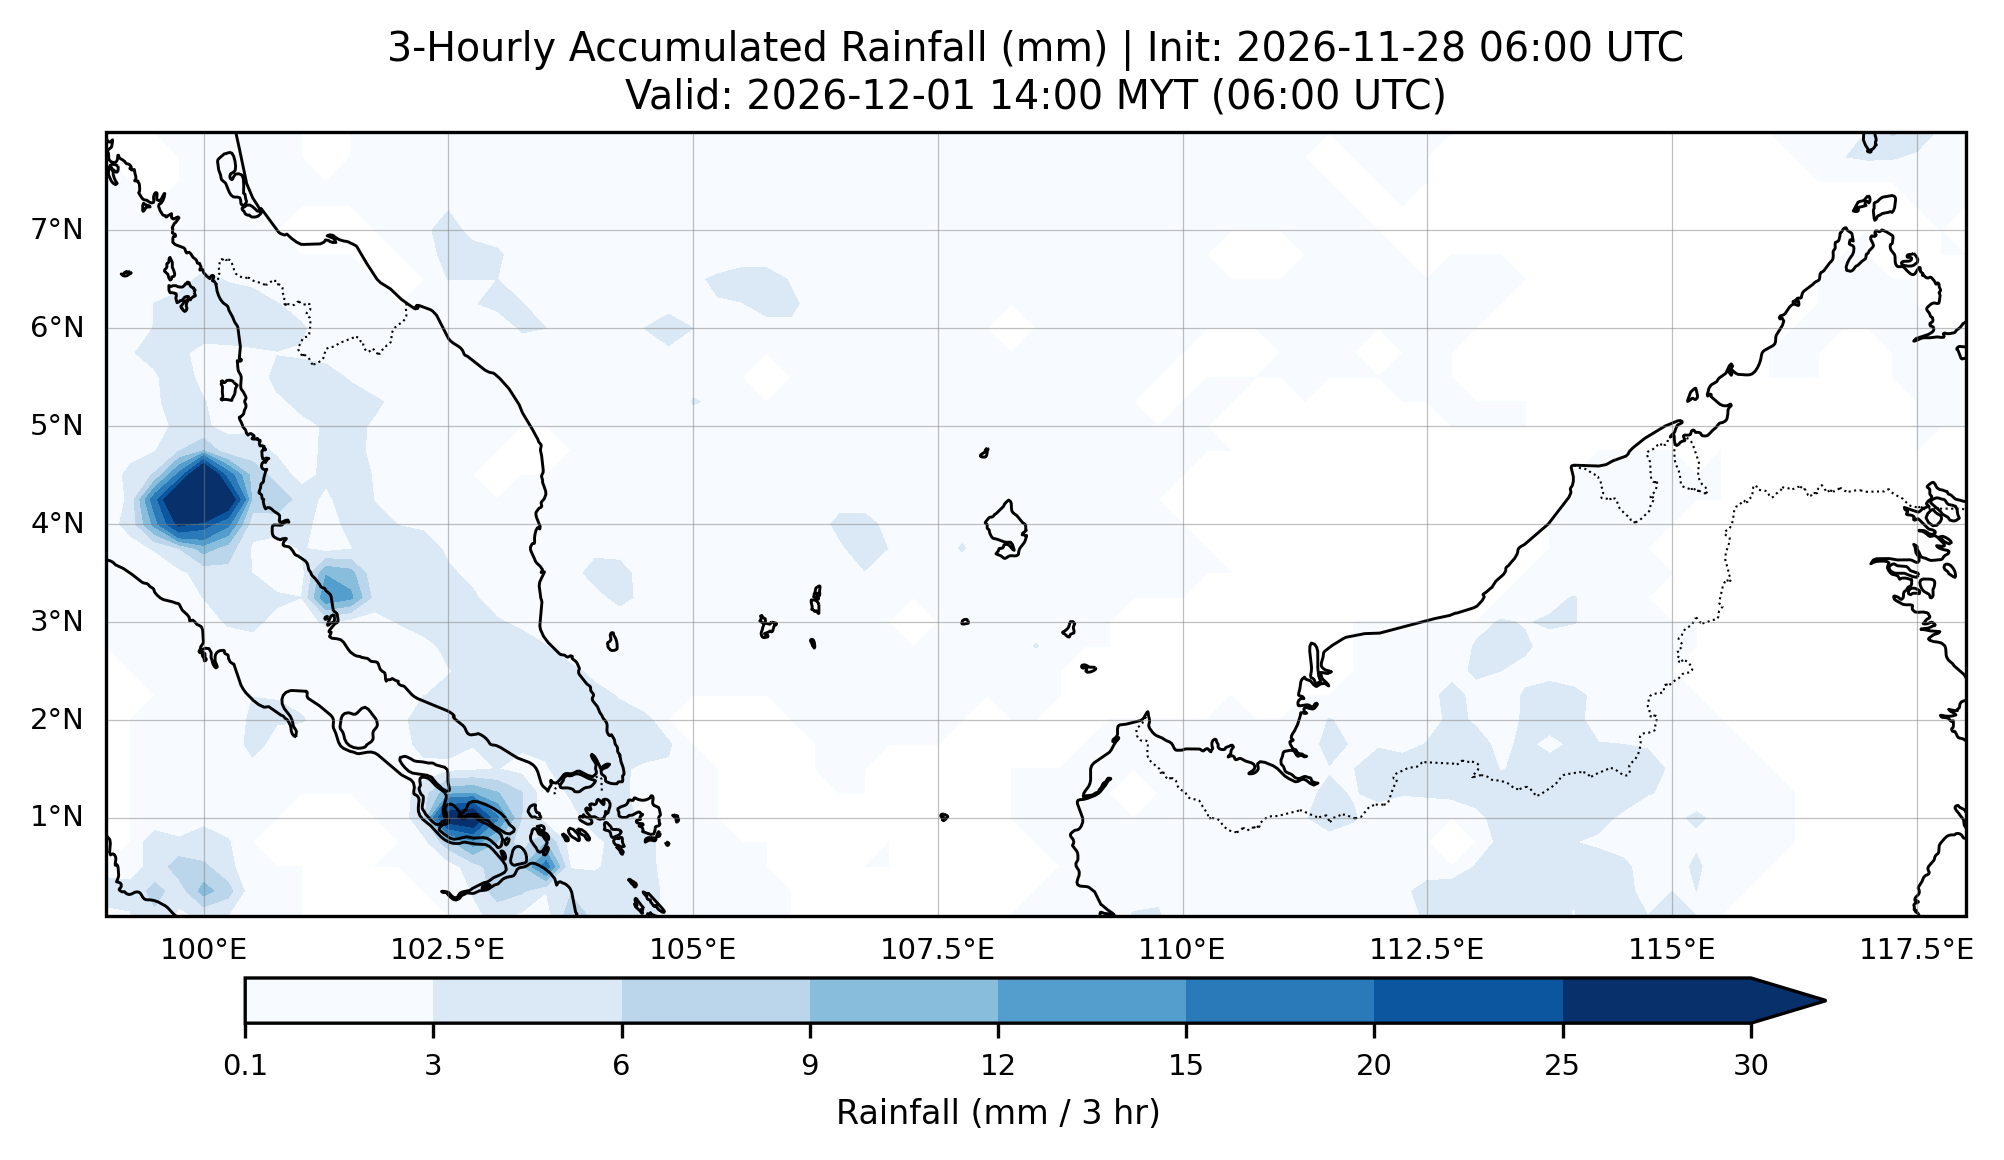 3-Hourly Accumulated Rainfall (mm) | Init: 2026-11-28 06:00 UTC
Valid: 2026-12-01 14:00 MYT (06:00 UTC)
7°N
6°N
5°N
4°N
3°N
2°N
1°N
100°E 102.5°E 105°E 107.5°E 110°E 112.5°E 115°E 117.5°E
0.1 3 6 9 12 15 20 25 30
Rainfall (mm / 3 hr)